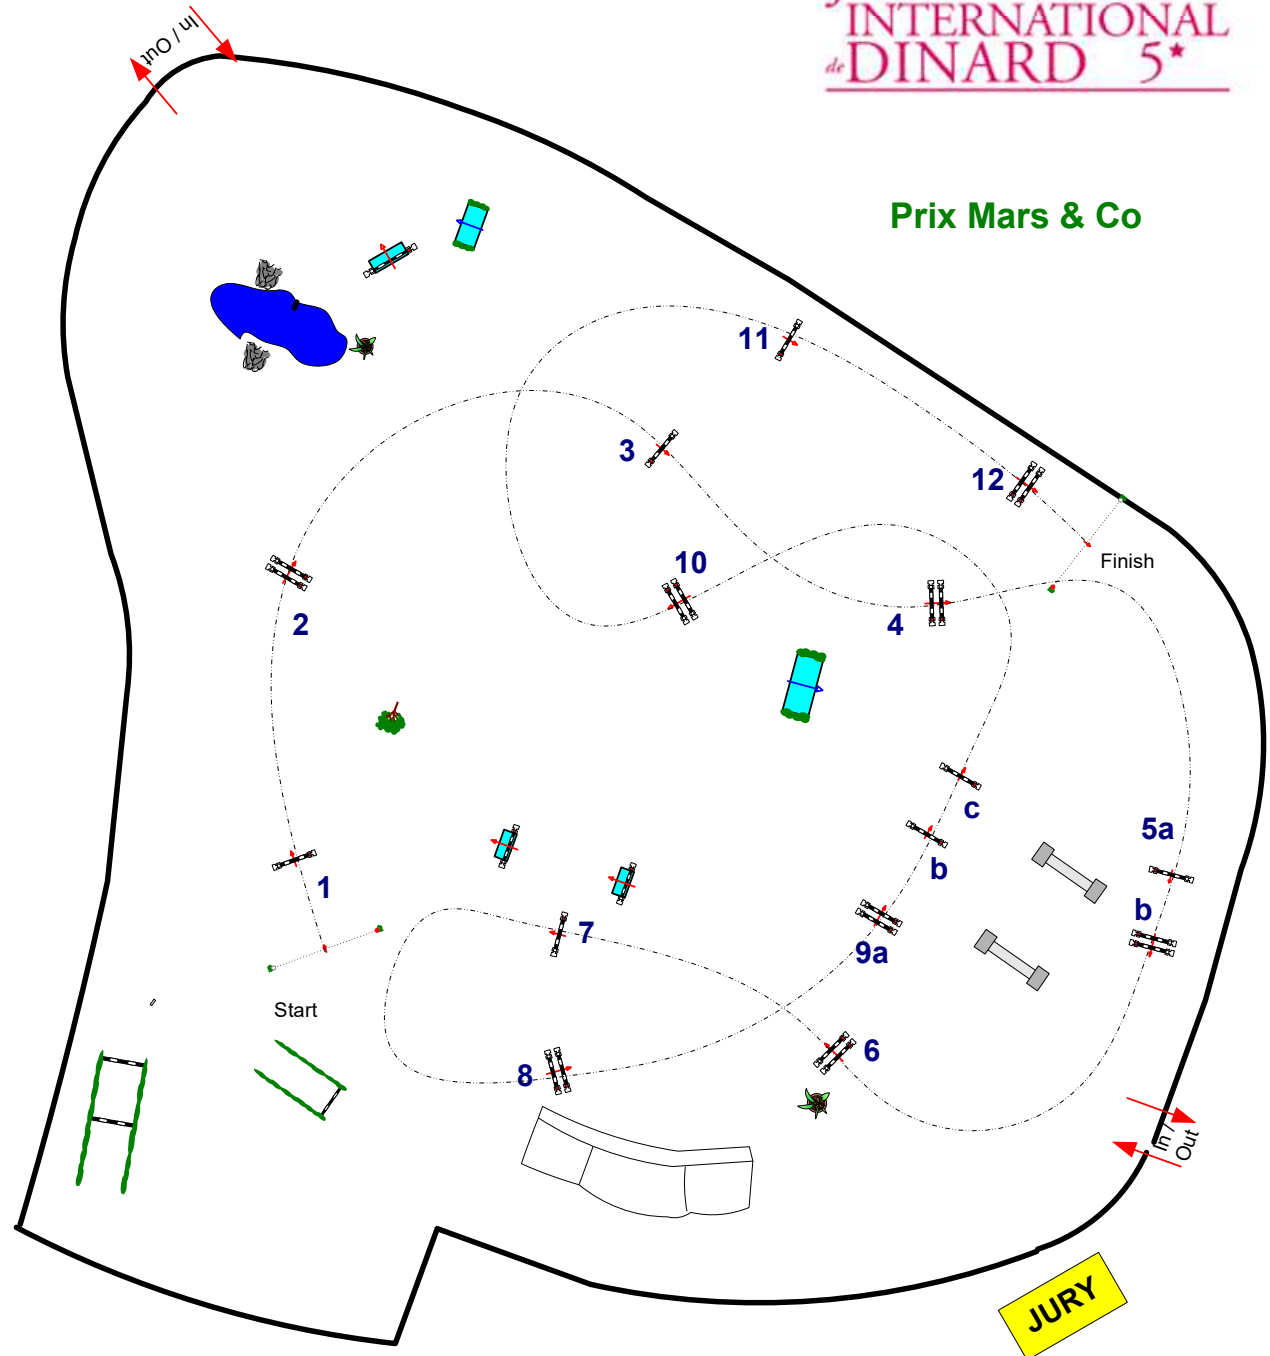 INTERNATIONAL
de DINARD 5*
In / Out
Prix Mars & Co
11
3
12
Finish
10
4
2
c
5a
b
1
b
7
9a
Start
6
8
In /
Out
JURY